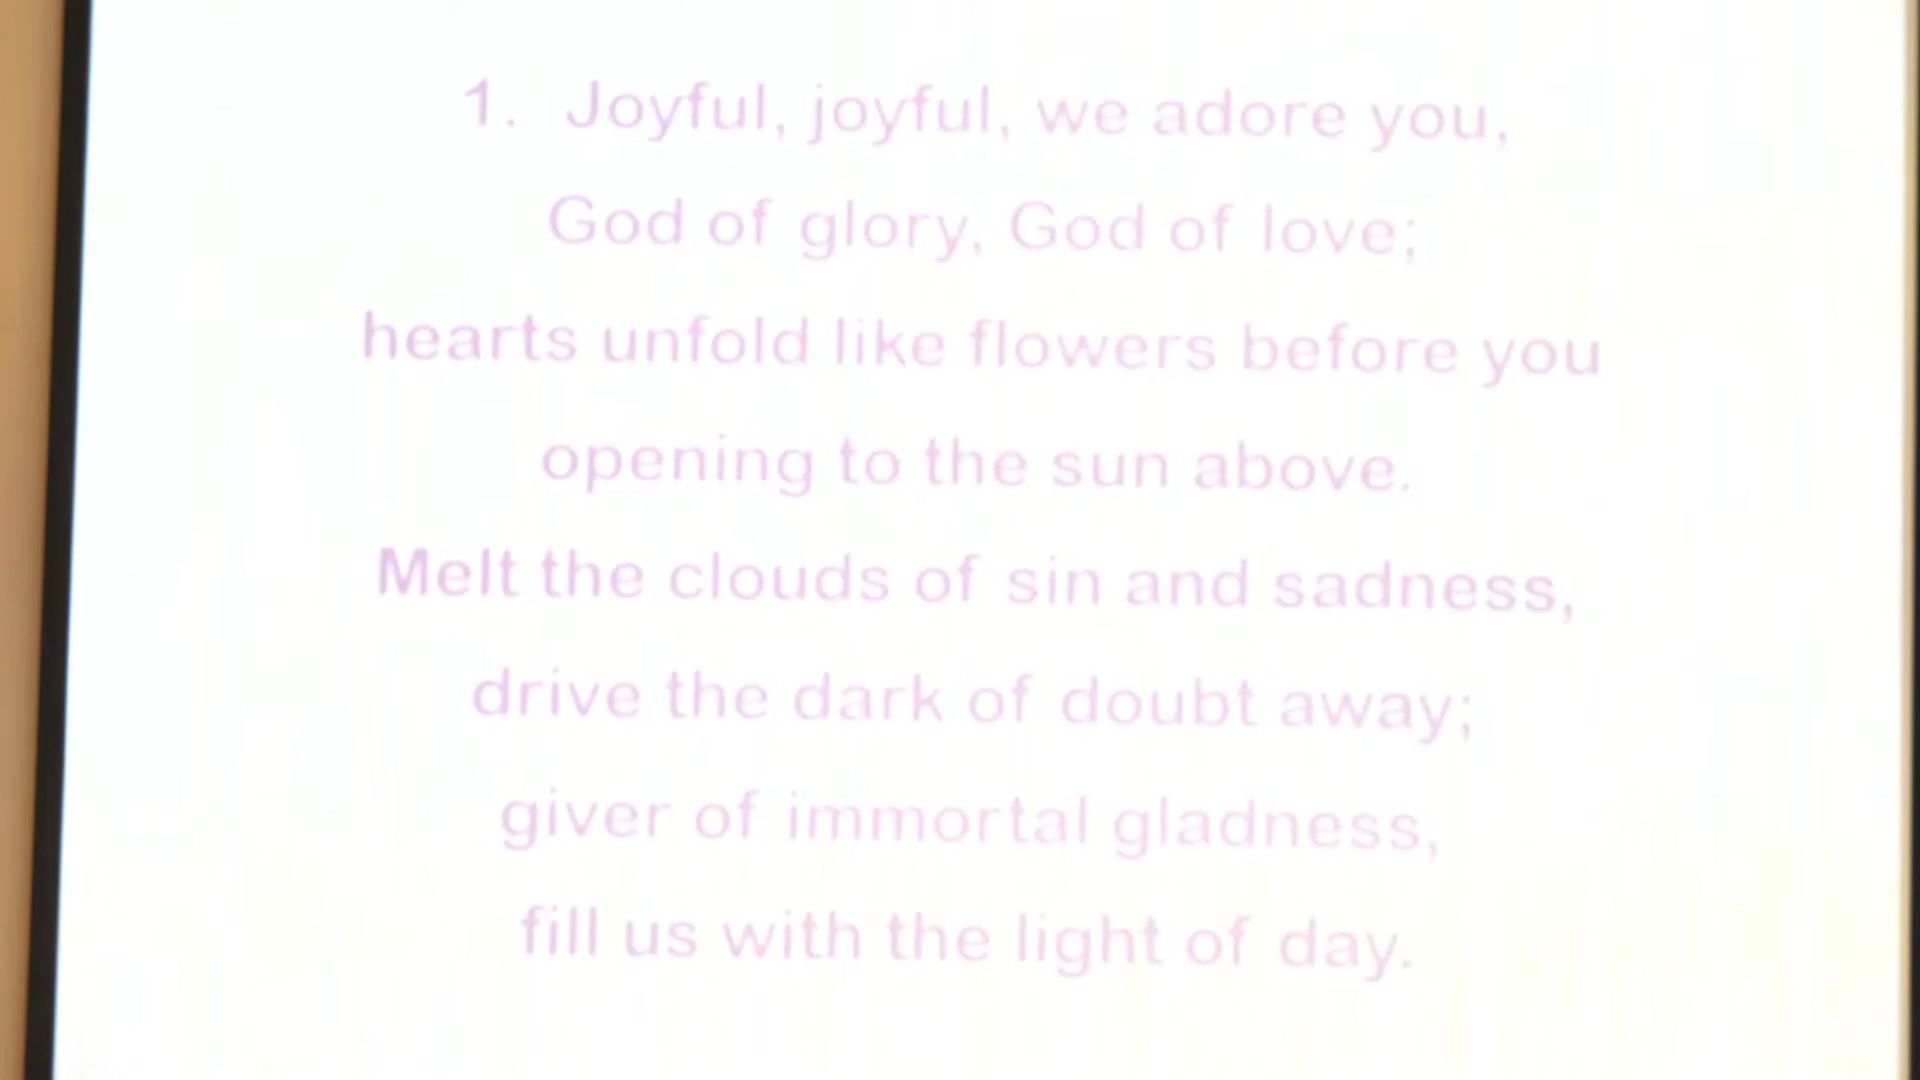 1. Joyful, joyful, we adore you,
God of glory, God of love;
hearts unfold like flowers before you
opening to the sun above.
Melt the clouds of sin and sadness,
drive the dark of doubt away;
giver of immortal gladness,
fill us with the light of day.